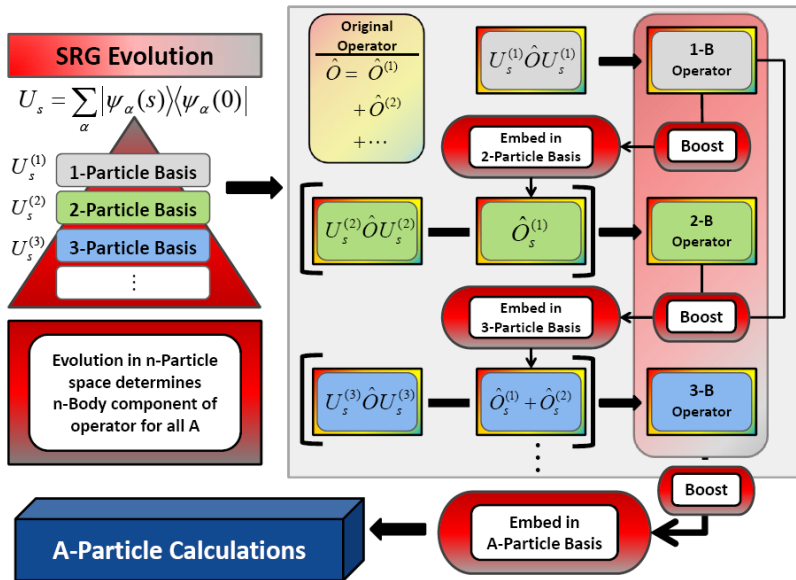 SRG Evolution
U_s = ∑_α |ψ_α(s)⟩⟨ψ_α(0)|
U_s^(1)
1-Particle Basis
U_s^(2)
2-Particle Basis
U_s^(3)
3-Particle Basis
⋮
Evolution in n-Particle
space determines
n-Body component of
operator for all A
Original
Operator
Ô = Ô^(1)
+ Ô^(2)
+ ⋯
U_s^(1) Ô U_s^(1)
1-B
Operator
Embed in
2-Particle Basis
Boost
[ U_s^(2) Ô U_s^(2) — Ô_s^(1) ]
2-B
Operator
Embed in
3-Particle Basis
Boost
[ U_s^(3) Ô U_s^(3) — Ô_s^(1) + Ô_s^(2) ]
3-B
Operator
⋮
Boost
Embed in
A-Particle Basis
A-Particle Calculations